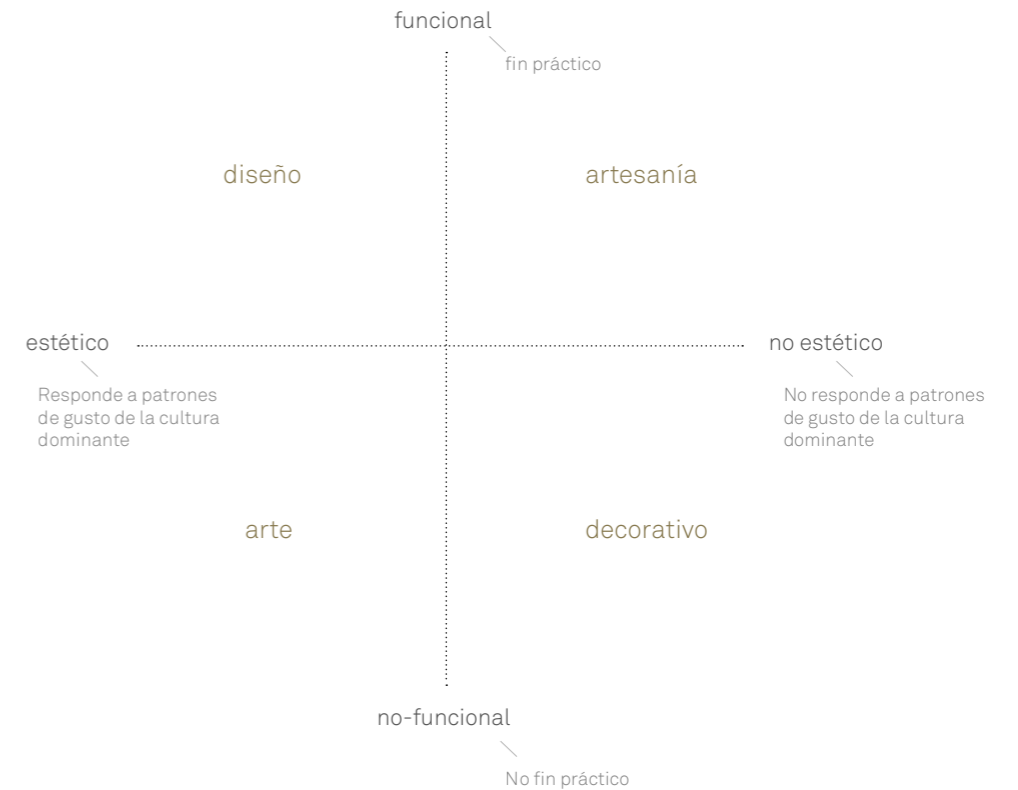 funcional
fin práctico
diseño
artesanía
estético
no estético
Responde a patrones
de gusto de la cultura
dominante
No responde a patrones
de gusto de la cultura
dominante
arte
decorativo
no-funcional
No fin práctico